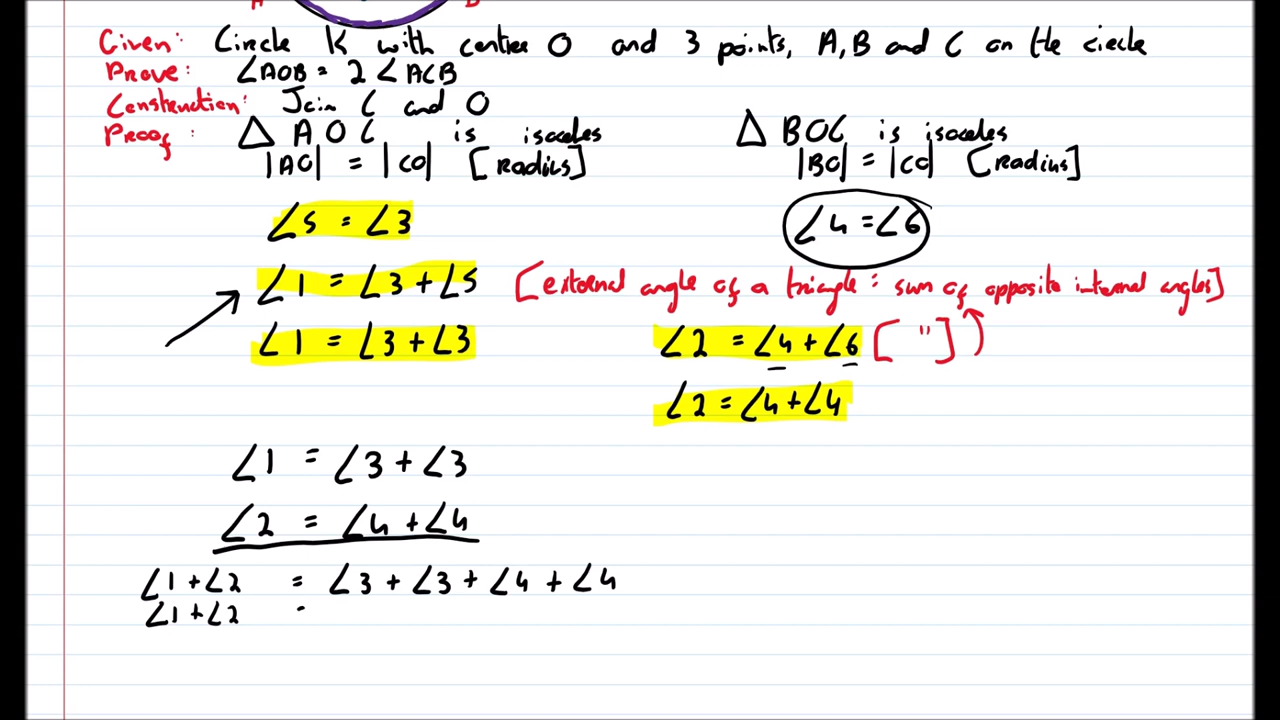 A B
Given: Circle K with centre O and 3 points, A, B and C on the circle
Prove: ∠AOB = 2 ∠ACB
Construction: Join C and O
Proof: △ AOC is isoceles
|AO| = |CO| [radius]
△ BOC is isoceles
|BO| = |CO| [Radius]
∠5 = ∠3
∠4 = ∠6
∠1 = ∠3 + ∠5 [external angle of a triangle = sum of opposite internal angles]
∠1 = ∠3 + ∠3
∠2 = ∠4 + ∠6 [ " ]
∠2 = ∠4 + ∠4
∠1 = ∠3 + ∠3
∠2 = ∠4 + ∠4
∠1 + ∠2 = ∠3 + ∠3 + ∠4 + ∠4
∠1 + ∠2